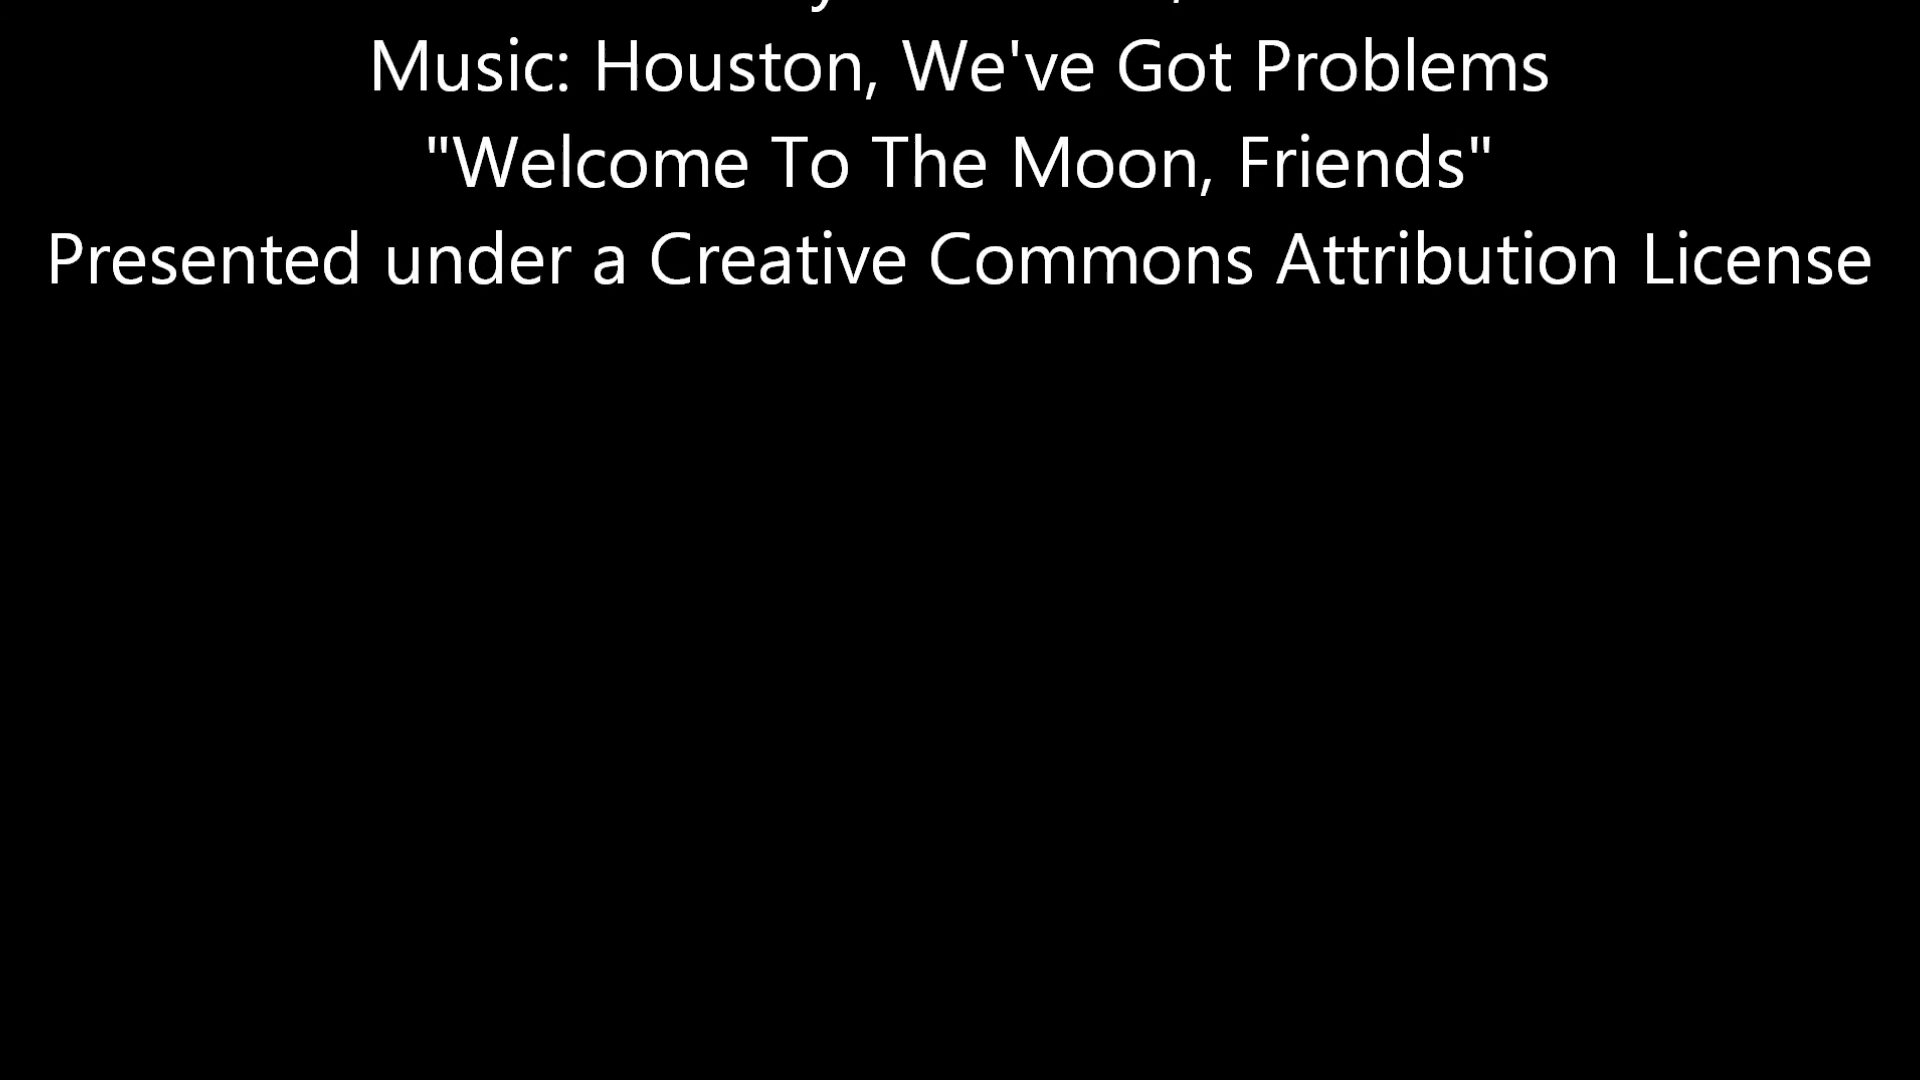 Music: Houston, We've Got Problems
"Welcome To The Moon, Friends"
Presented under a Creative Commons Attribution License